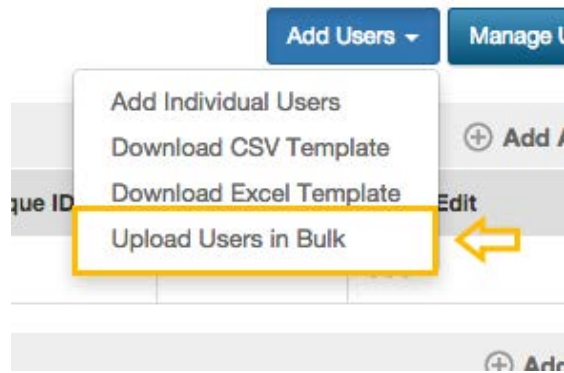 Add Users Manage U
Add Individual Users
Download CSV Template Add A
Download Excel Template
que ID Edit
Upload Users in Bulk
Add